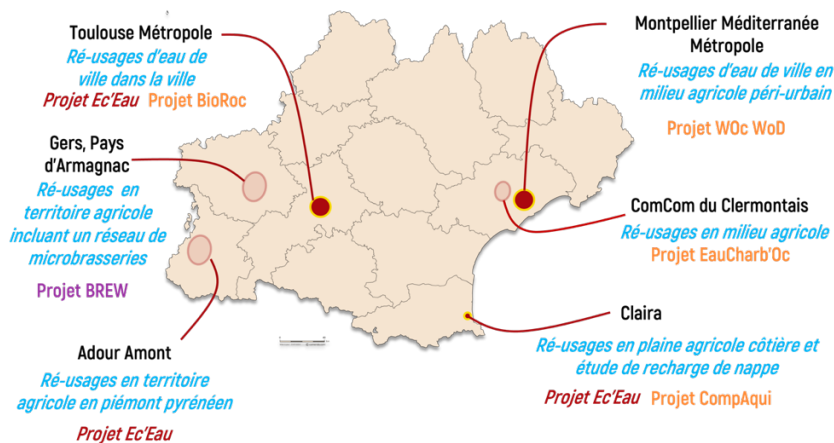 Toulouse Métropole
Ré-usages d'eau de
ville dans la ville
Projet Ec'Eau Projet BioRoc
Gers, Pays
d'Armagnac
Ré-usages en
territoire agricole
incluant un réseau de
microbrasseries
Projet BREW
Adour Amont
Ré-usages en territoire
agricole en piémont pyrénéen
Projet Ec'Eau
Montpellier Méditerranée
Métropole
Ré-usages d'eau de ville en
milieu agricole péri-urbain
Projet WOc WoD
ComCom du Clermontais
Ré-usages en milieu agricole
Projet EauCharb'Oc
Claira
Ré-usages en plaine agricole côtière et
étude de recharge de nappe
Projet Ec'Eau Projet CompAqui